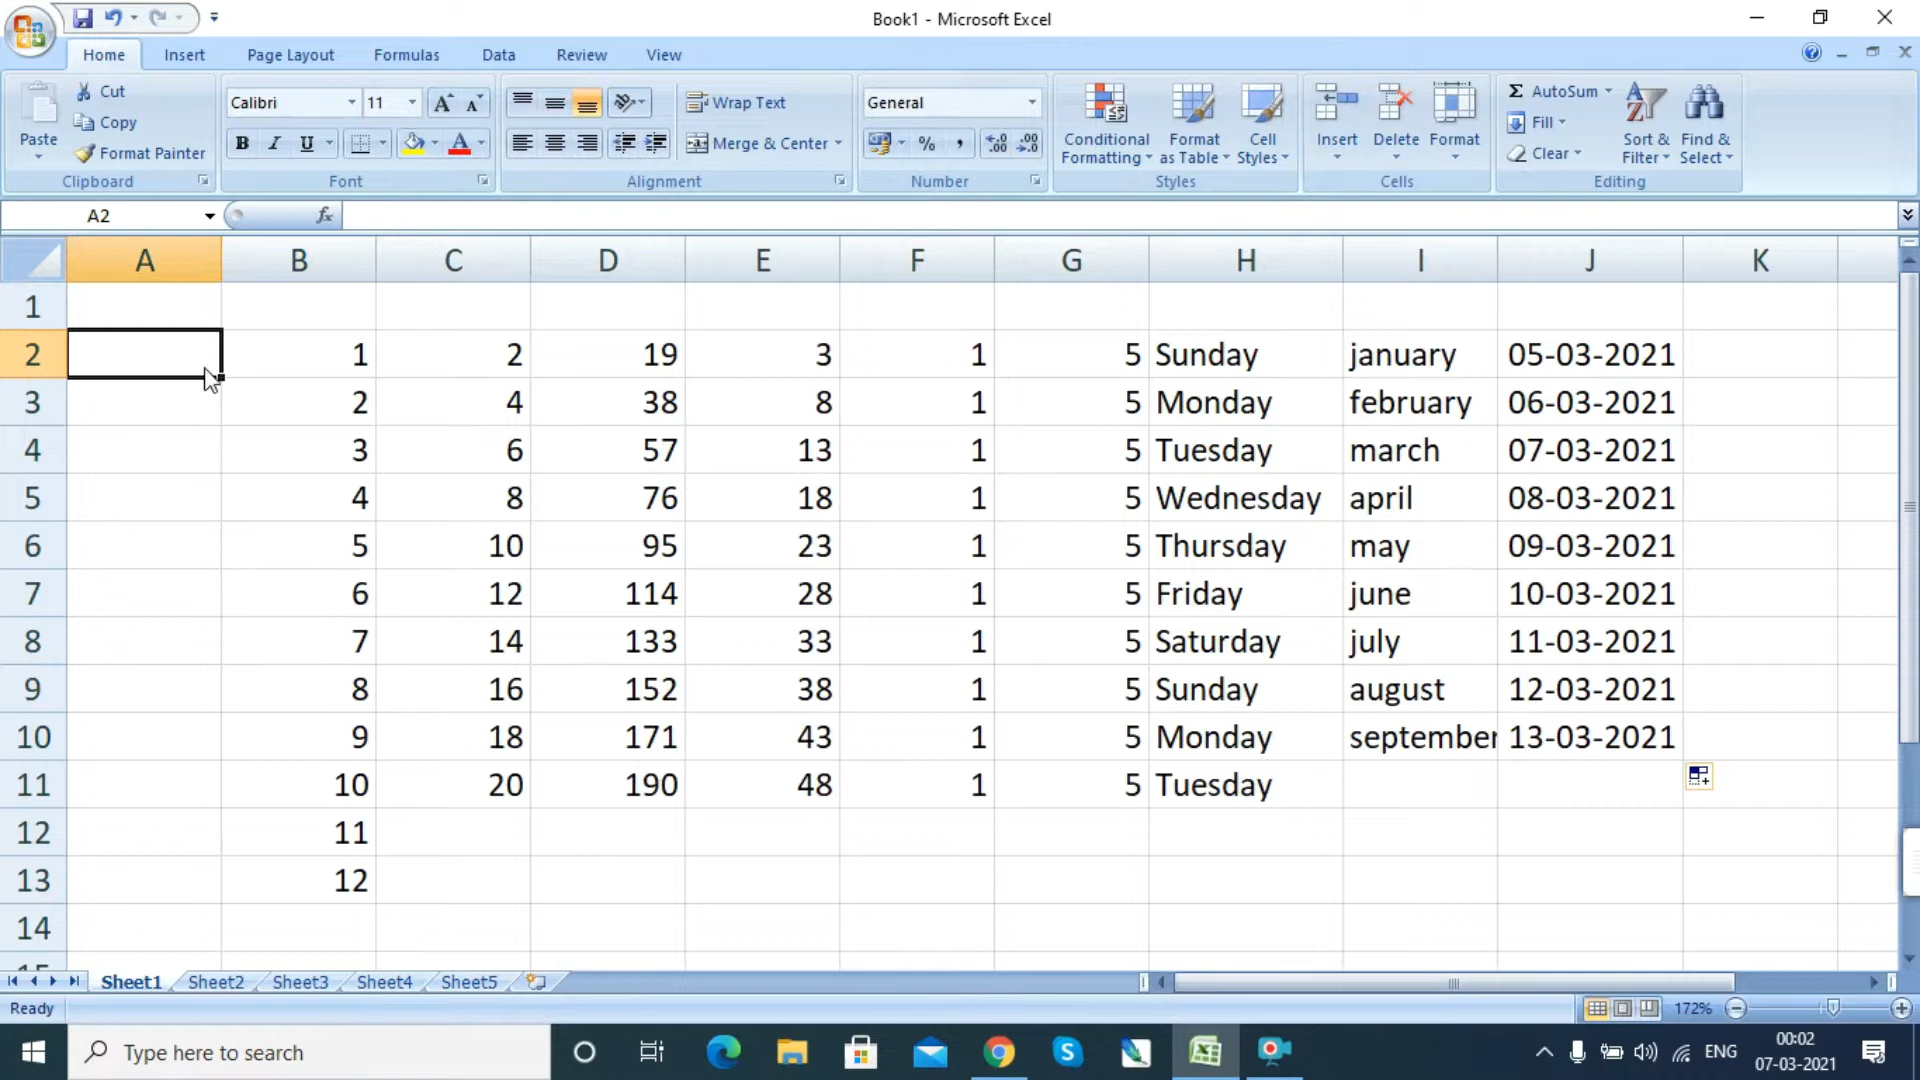 Book1 - Microsoft Excel
Home Insert Page Layout Formulas Data Review View
Paste
Cut
Copy
Format Painter
Clipboard
Calibri 11
B I U
Font
Wrap Text
Merge & Center
Alignment
General
% , .00
Number
Conditional Formatting
Format as Table
Cell Styles
Styles
Insert Delete Format
Cells
Σ AutoSum
Fill
Clear
Sort & Filter
Find & Select
Editing
A2 fx
A B C D E F G H I J K
1
2 1 2 19 3 1 5 Sunday january 05-03-2021
3 2 4 38 8 1 5 Monday february 06-03-2021
4 3 6 57 13 1 5 Tuesday march 07-03-2021
5 4 8 76 18 1 5 Wednesday april 08-03-2021
6 5 10 95 23 1 5 Thursday may 09-03-2021
7 6 12 114 28 1 5 Friday june 10-03-2021
8 7 14 133 33 1 5 Saturday july 11-03-2021
9 8 16 152 38 1 5 Sunday august 12-03-2021
10 9 18 171 43 1 5 Monday september 13-03-2021
11 10 20 190 48 1 5 Tuesday
12 11
13 12
14
Sheet1 Sheet2 Sheet3 Sheet4 Sheet5
Ready 172%
Type here to search
ENG
00:02
07-03-2021